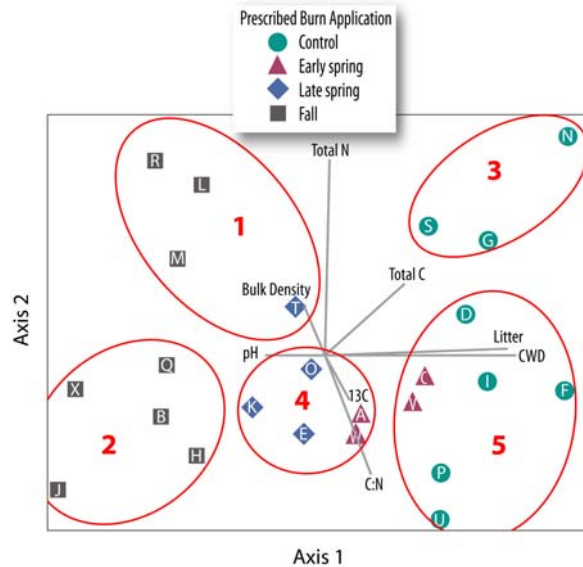 Prescribed Burn Application
Control
Early spring
Late spring
Fall
Total N
N
R
L
3
1
S
G
M
Total C
Bulk Density
T
D
Axis 2
Litter
pH
CWD
Q
O
C
I
X
13C
F
K
4
V
B
A
2
E
W
5
H
P
C:N
J
U
Axis 1